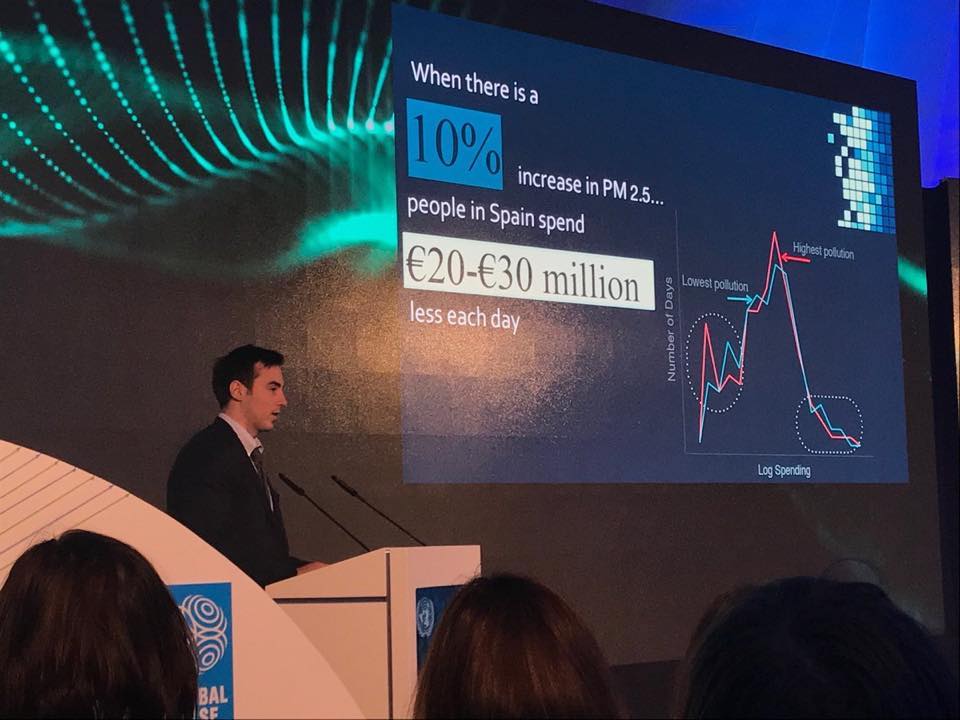 When there is a
10%
increase in PM 2.5...
people in Spain spend
€20-€30 million
less each day
Highest pollution
Lowest pollution
Number of Days
Log Spending
BAL
SE